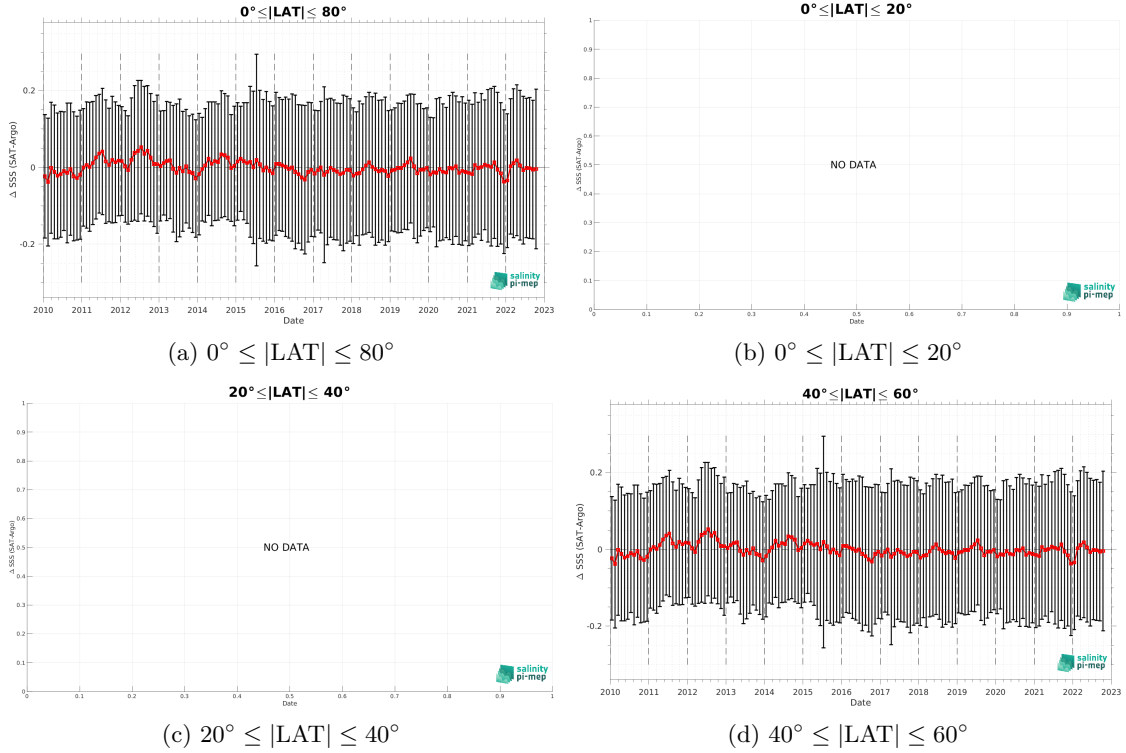 0°≤|LAT|≤ 80°
Δ SSS (SAT-Argo)
0.2
0
-0.2
2010 2011 2012 2013 2014 2015 2016 2017 2018 2019 2020 2021 2022 2023
Date
salinity
pi-mep
(a) 0° ≤ |LAT| ≤ 80°
0°≤|LAT|≤ 20°
Δ SSS (SAT-Argo)
1
0.9
0.8
0.7
0.6
0.5
0.4
0.3
0.2
0.1
0
NO DATA
0 0.1 0.2 0.3 0.4 0.5 0.6 0.7 0.8 0.9 1
Date
salinity
pi-mep
(b) 0° ≤ |LAT| ≤ 20°
20°≤|LAT|≤ 40°
Δ SSS (SAT-Argo)
1
0.9
0.8
0.7
0.6
0.5
0.4
0.3
0.2
0.1
0
NO DATA
0 0.1 0.2 0.3 0.4 0.5 0.6 0.7 0.8 0.9 1
Date
salinity
pi-mep
(c) 20° ≤ |LAT| ≤ 40°
40°≤|LAT|≤ 60°
Δ SSS (SAT-Argo)
0.2
0
-0.2
2010 2011 2012 2013 2014 2015 2016 2017 2018 2019 2020 2021 2022 2023
Date
salinity
pi-mep
(d) 40° ≤ |LAT| ≤ 60°